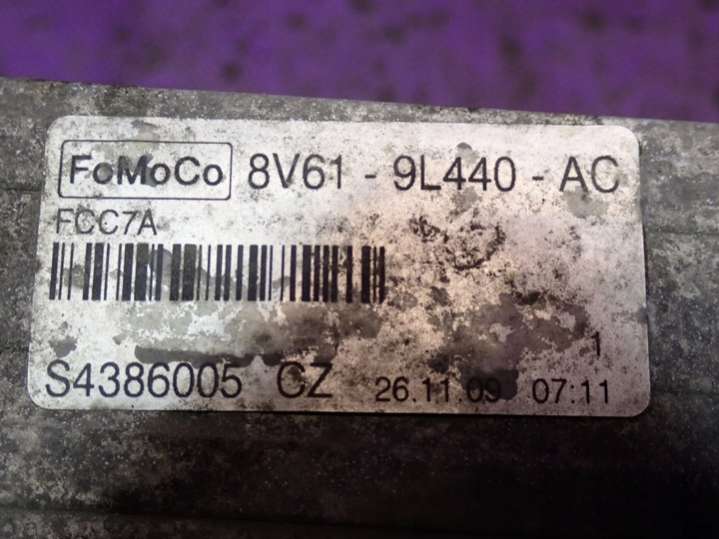 FoMoCo 8V61 - 9L440 - AC
FCC7A
1
S4386005 CZ 26.11.09 07:11